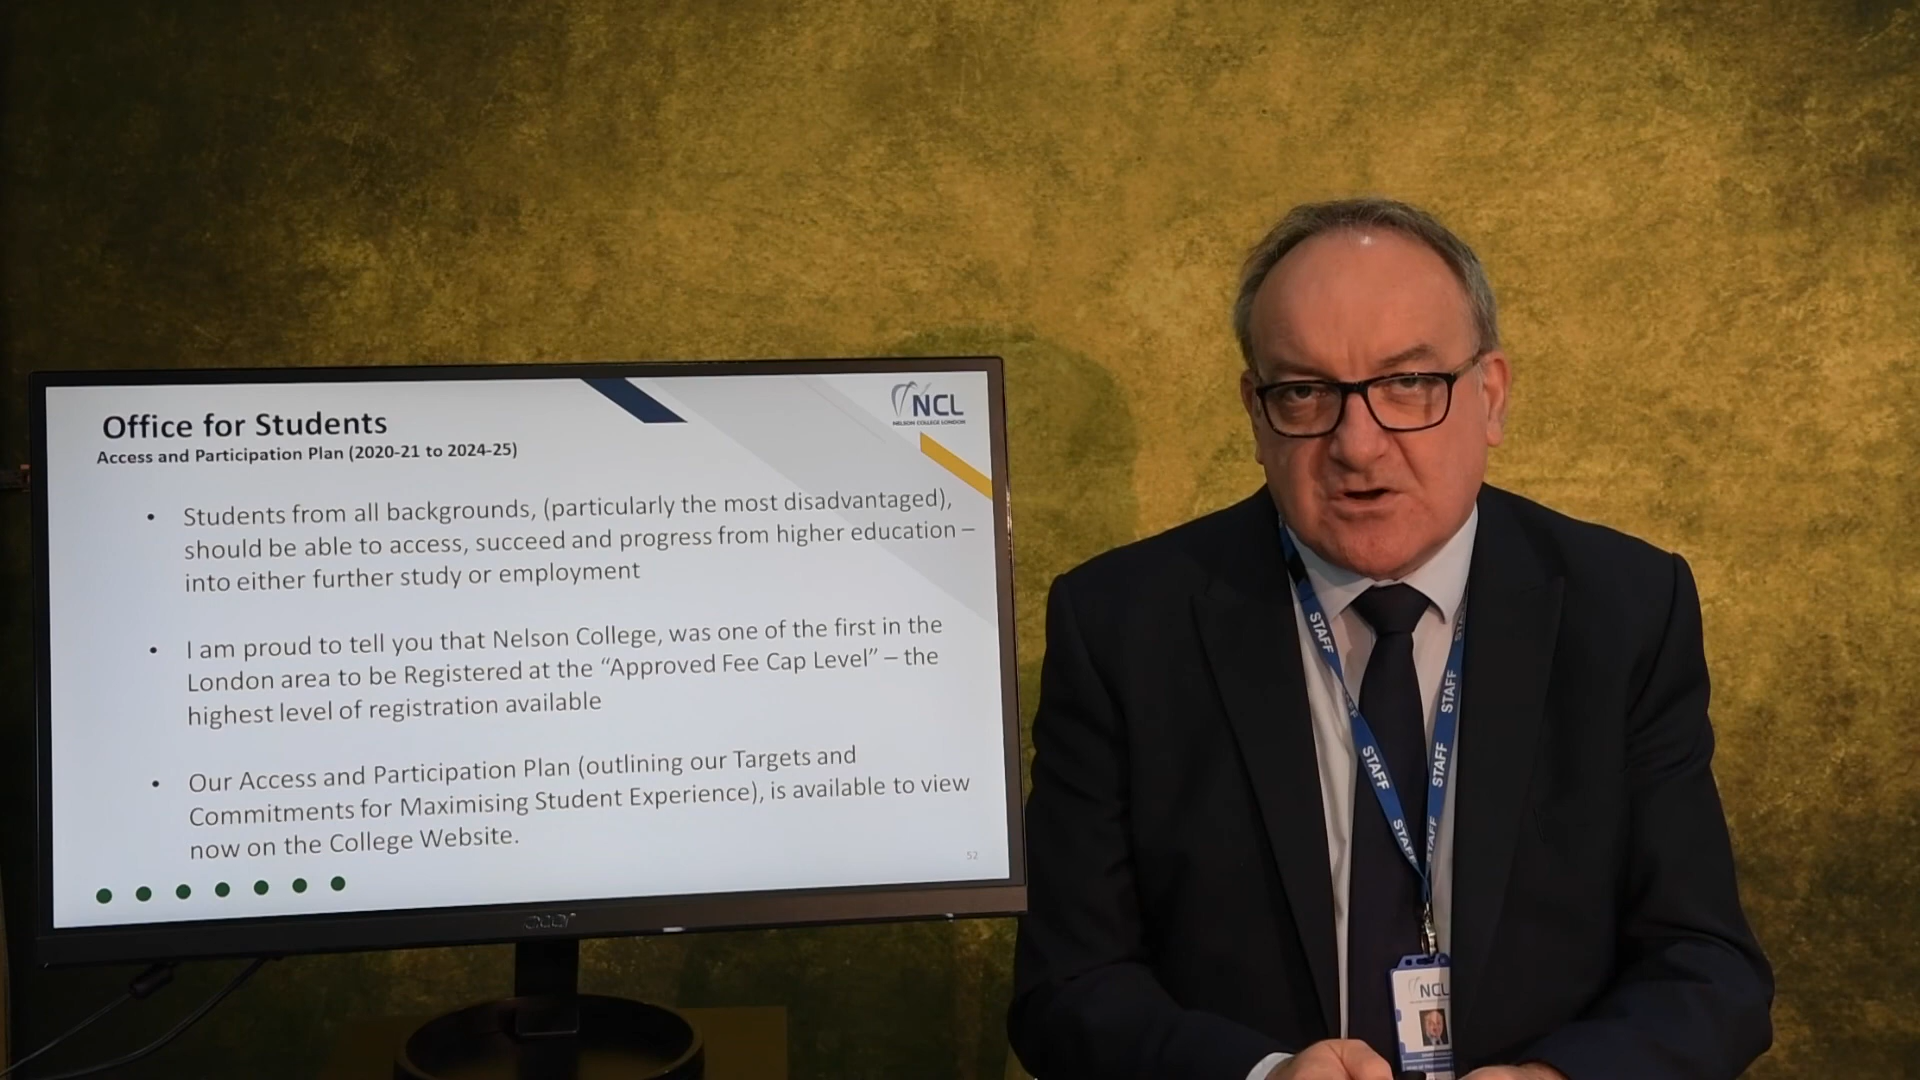 Office for Students
Access and Participation Plan (2020-21 to 2024-25)
NCL
NELSON COLLEGE LONDON
• Students from all backgrounds, (particularly the most disadvantaged),
should be able to access, succeed and progress from higher education –
into either further study or employment
• I am proud to tell you that Nelson College, was one of the first in the
London area to be Registered at the “Approved Fee Cap Level” – the
highest level of registration available
• Our Access and Participation Plan (outlining our Targets and
Commitments for Maximising Student Experience), is available to view
now on the College Website.
52
acer
STAFF
STAFF
STAFF
STAFF
STAFF
STAFF
NCL